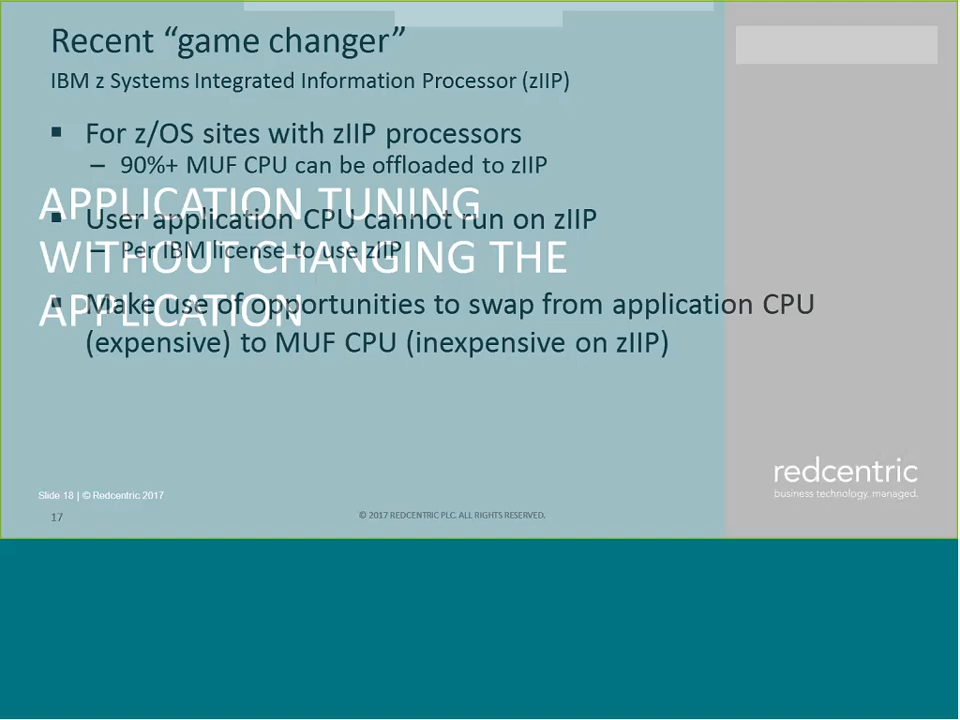 Recent “game changer”
IBM z Systems Integrated Information Processor (zIIP)
▪ For z/OS sites with zIIP processors
– 90%+ MUF CPU can be offloaded to zIIP
▪ User application CPU cannot run on zIIP
– Per IBM license to use zIIP
▪ Make use of opportunities to swap from application CPU
(expensive) to MUF CPU (inexpensive on zIIP)
APPLICATION TUNING
WITHOUT CHANGING THE
APPLICATION
redcentric
business technology. managed.
Slide 18 | © Redcentric 2017
17
© 2017 REDCENTRIC PLC. ALL RIGHTS RESERVED.